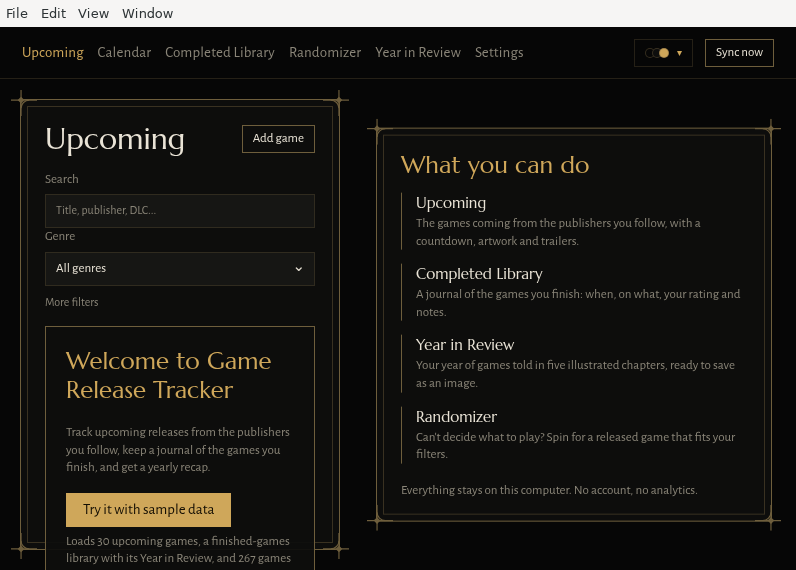 File Edit View Window
Upcoming Calendar Completed Library Randomizer Year in Review Settings Sync now
Upcoming
Add game
Search
Title, publisher, DLC...
Genre
All genres
More filters
Welcome to Game
Release Tracker
Track upcoming releases from the publishers
you follow, keep a journal of the games you
finish, and get a yearly recap.
Try it with sample data
Loads 30 upcoming games, a finished-games
library with its Year in Review, and 267 games
What you can do
Upcoming
The games coming from the publishers you follow, with a
countdown, artwork and trailers.
Completed Library
A journal of the games you finish: when, on what, your rating and
notes.
Year in Review
Your year of games told in five illustrated chapters, ready to save
as an image.
Randomizer
Can't decide what to play? Spin for a released game that fits your
filters.
Everything stays on this computer. No account, no analytics.